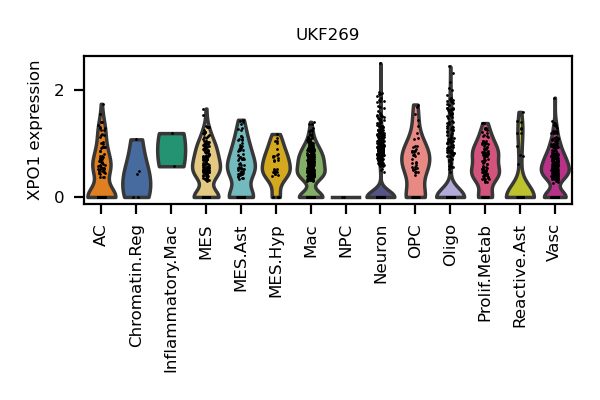 UKF269
XPO1 expression
2
0
AC
Chromatin.Reg
Inflammatory.Mac
MES
MES.Ast
MES.Hyp
Mac
NPC
Neuron
OPC
Oligo
Prolif.Metab
Reactive.Ast
Vasc